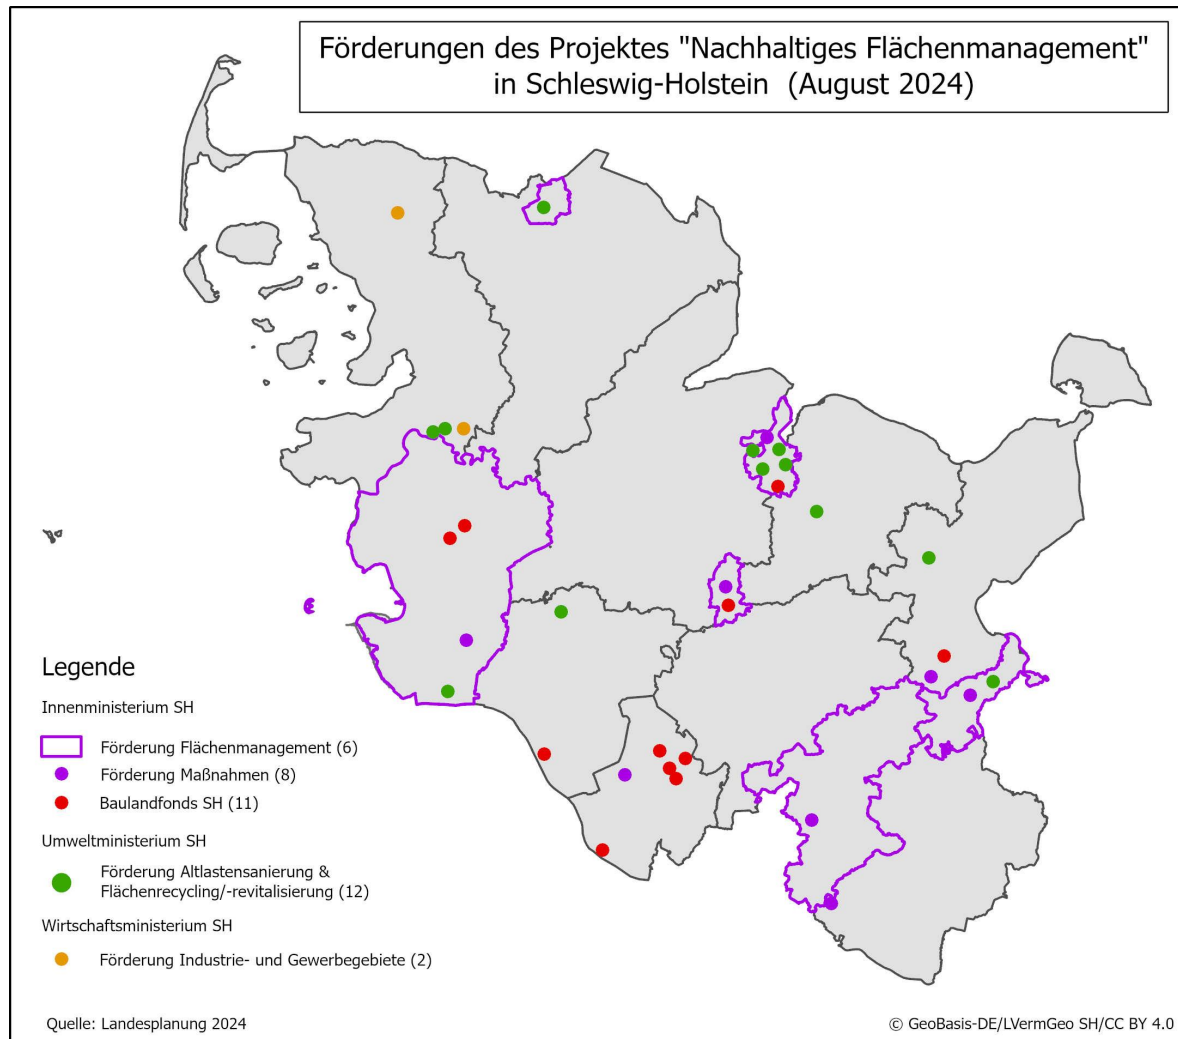 Förderungen des Projektes "Nachhaltiges Flächenmanagement"
in Schleswig-Holstein (August 2024)
Legende
Innenministerium SH
Förderung Flächenmanagement (6)
Förderung Maßnahmen (8)
Baulandfonds SH (11)
Umweltministerium SH
Förderung Altlastensanierung &
Flächenrecycling/-revitalisierung (12)
Wirtschaftsministerium SH
Förderung Industrie- und Gewerbegebiete (2)
Quelle: Landesplanung 2024
© GeoBasis-DE/LVermGeo SH/CC BY 4.0